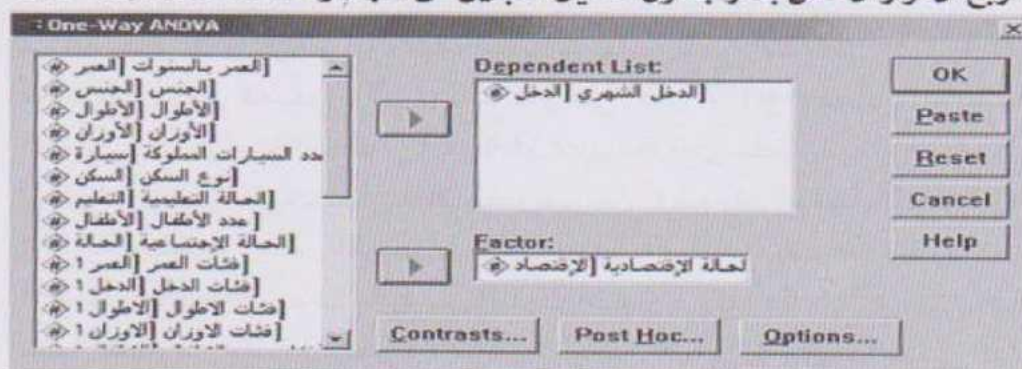 : One-Way ANOVA
العمر بالسنوات [العمر]
الجنس [الجنس]
الأطوال [الأطوال]
الأوزان [الأوزان]
عدد السيارات المملوكة [سيارة]
نوع السكن [السكن]
الحالة التعليمية [التعليم]
عدد الأطفال [الأطفال]
الحالة الإجتماعية [الحالة]
فئات العمر [العمر 1]
فئات الدخل [الدخل 1]
فئات الاطوال [الاطوال 1]
فئات الاوزان [الاوزان 1]
Dependent List:
الدخل الشهري [الدخل]
Factor:
لحالة الإقتصادية [الإقتصاد]
OK
Paste
Reset
Cancel
Help
Contrasts...
Post Hoc...
Options...